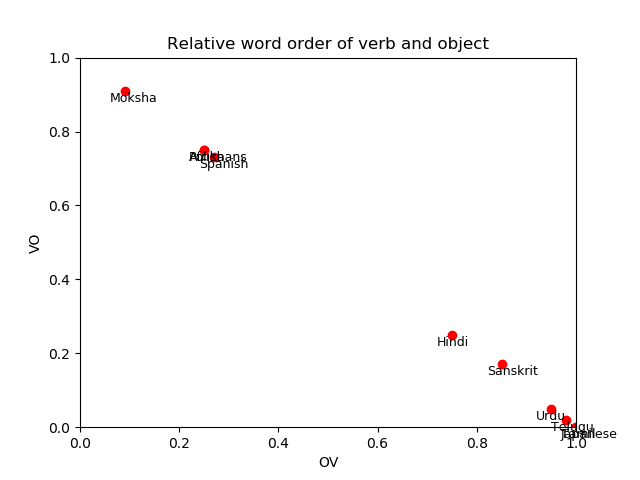 Relative word order of verb and object
VO
1.0
0.8
0.6
0.4
0.2
0.0
Moksha
Afrikaans
Spanish
Hindi
Sanskrit
Urdu
Telugu
Japanese
0.0
0.2
0.4
0.6
0.8
1.0
OV